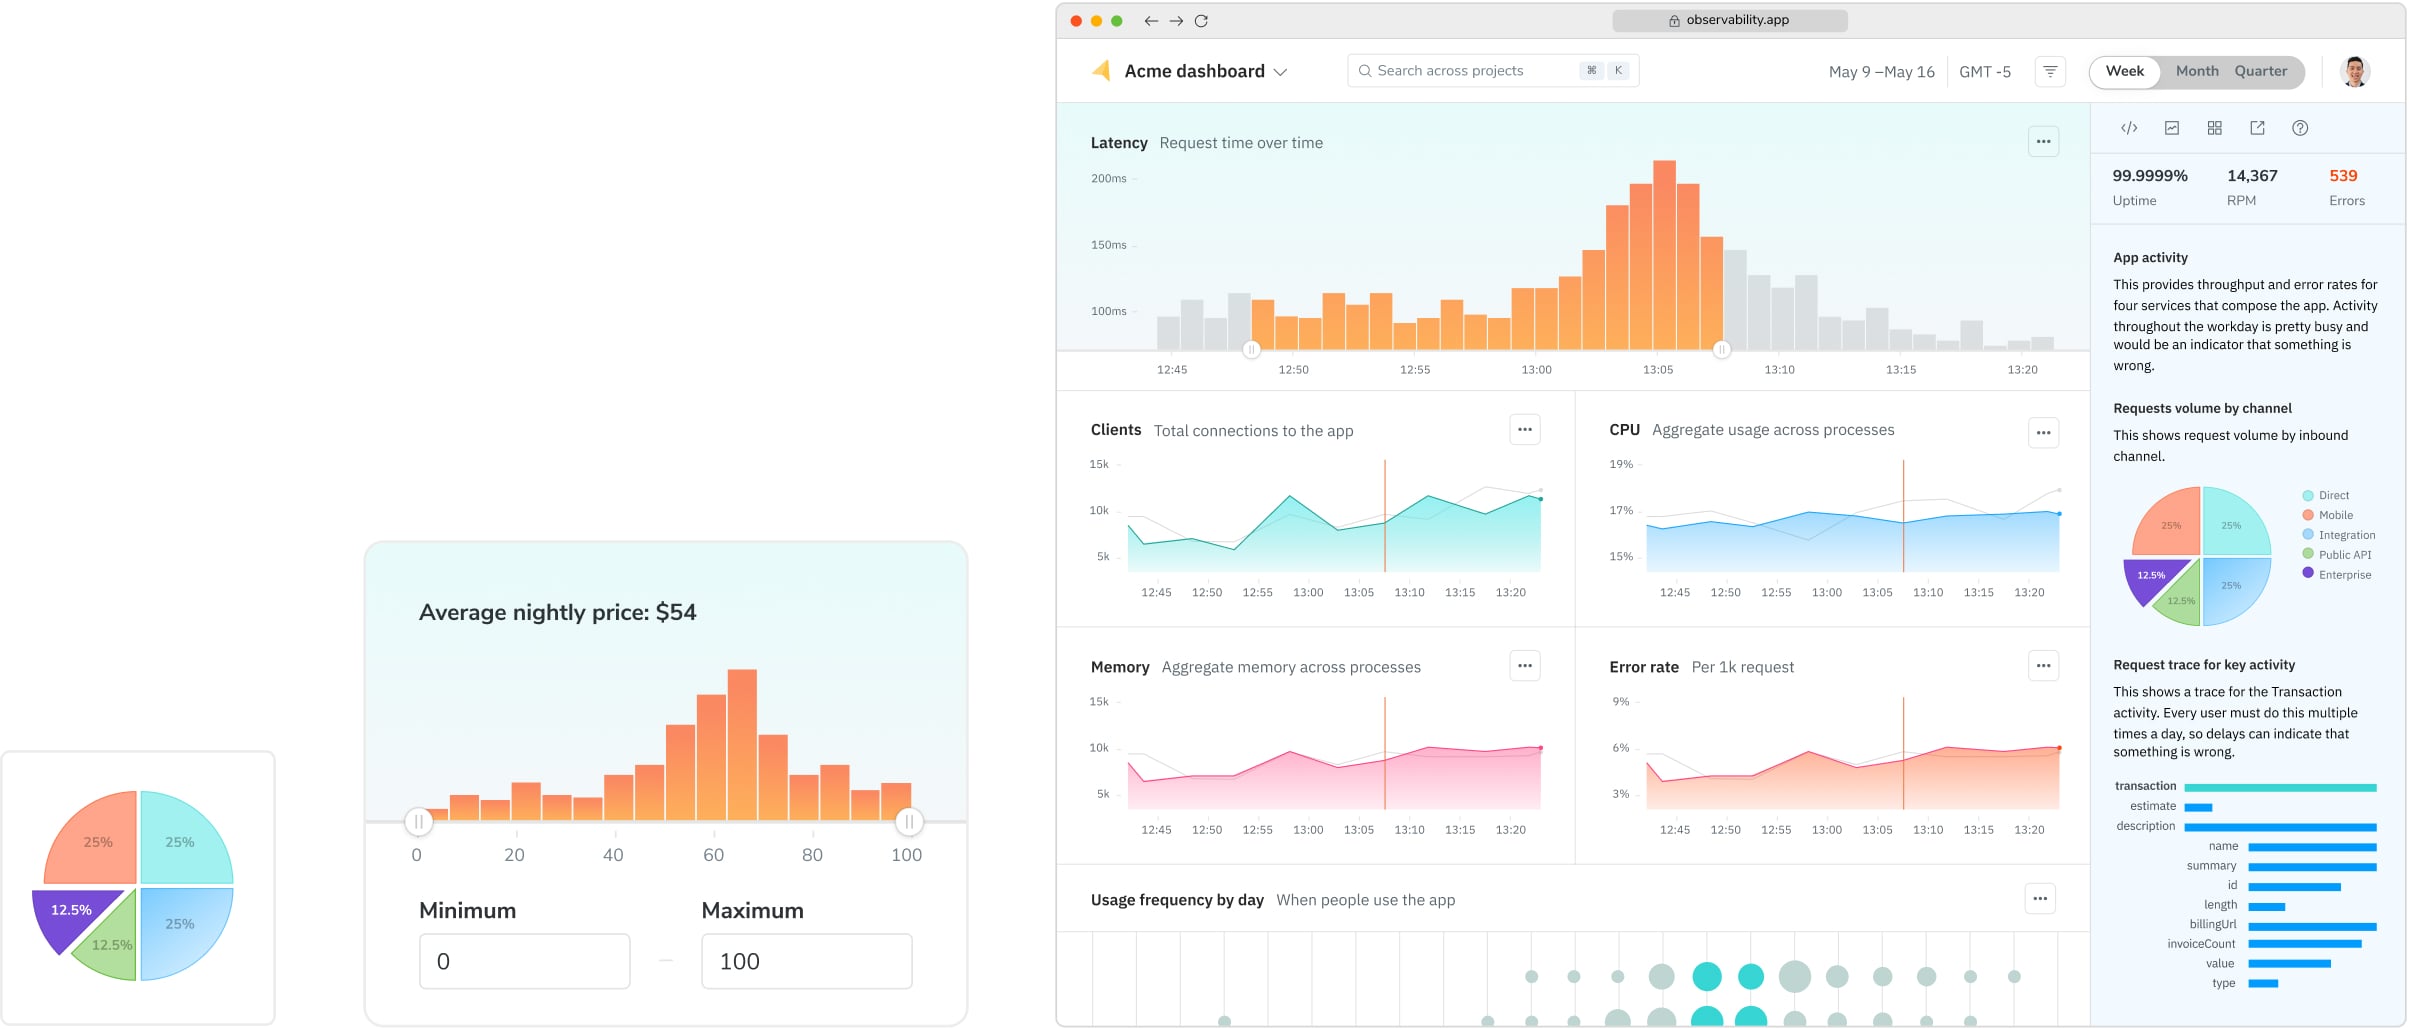 25%
25%
12.5%
25%
12.5%
Average nightly price: $54
0 20 40 60 80 100
Minimum Maximum
0 – 100
observability.app
Acme dashboard
Search across projects ⌘ K
May 9 –May 16 GMT -5
Week Month Quarter
Latency Request time over time
200ms
150ms
100ms
12:45 12:50 12:55 13:00 13:05 13:10 13:15 13:20
Clients Total connections to the app
15k
10k
5k
12:45 12:50 12:55 13:00 13:05 13:10 13:15 13:20
CPU Aggregate usage across processes
19%
17%
15%
12:45 12:50 12:55 13:00 13:05 13:10 13:15 13:20
Memory Aggregate memory across processes
15k
10k
5k
12:45 12:50 12:55 13:00 13:05 13:10 13:15 13:20
Error rate Per 1k request
9%
6%
3%
12:45 12:50 12:55 13:00 13:05 13:10 13:15 13:20
Usage frequency by day When people use the app
99.9999% 14,367 539
Uptime RPM Errors
App activity
This provides throughput and error rates for
four services that compose the app. Activity
throughout the workday is pretty busy and
would be an indicator that something is
wrong.
Requests volume by channel
This shows request volume by inbound
channel.
25%
25%
12.5%
25%
12.5%
Direct
Mobile
Integration
Public API
Enterprise
Request trace for key activity
This shows a trace for the Transaction
activity. Every user must do this multiple
times a day, so delays can indicate that
something is wrong.
transaction
estimate
description
name
summary
id
length
billingUrl
invoiceCount
value
type